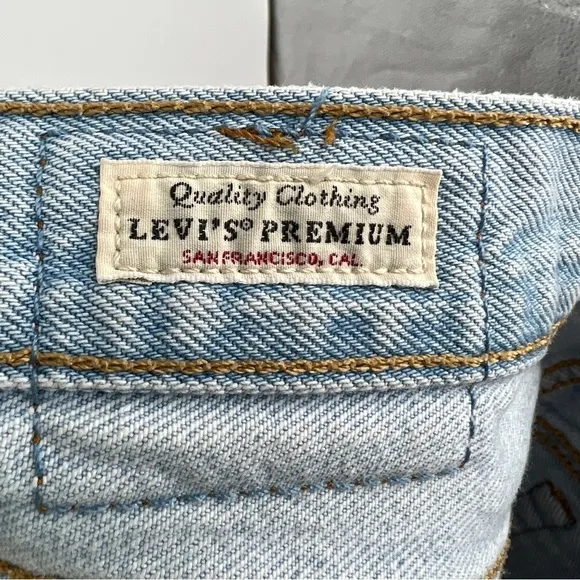 Quality Clothing
LEVI'S® PREMIUM
SAN FRANCISCO, CAL.